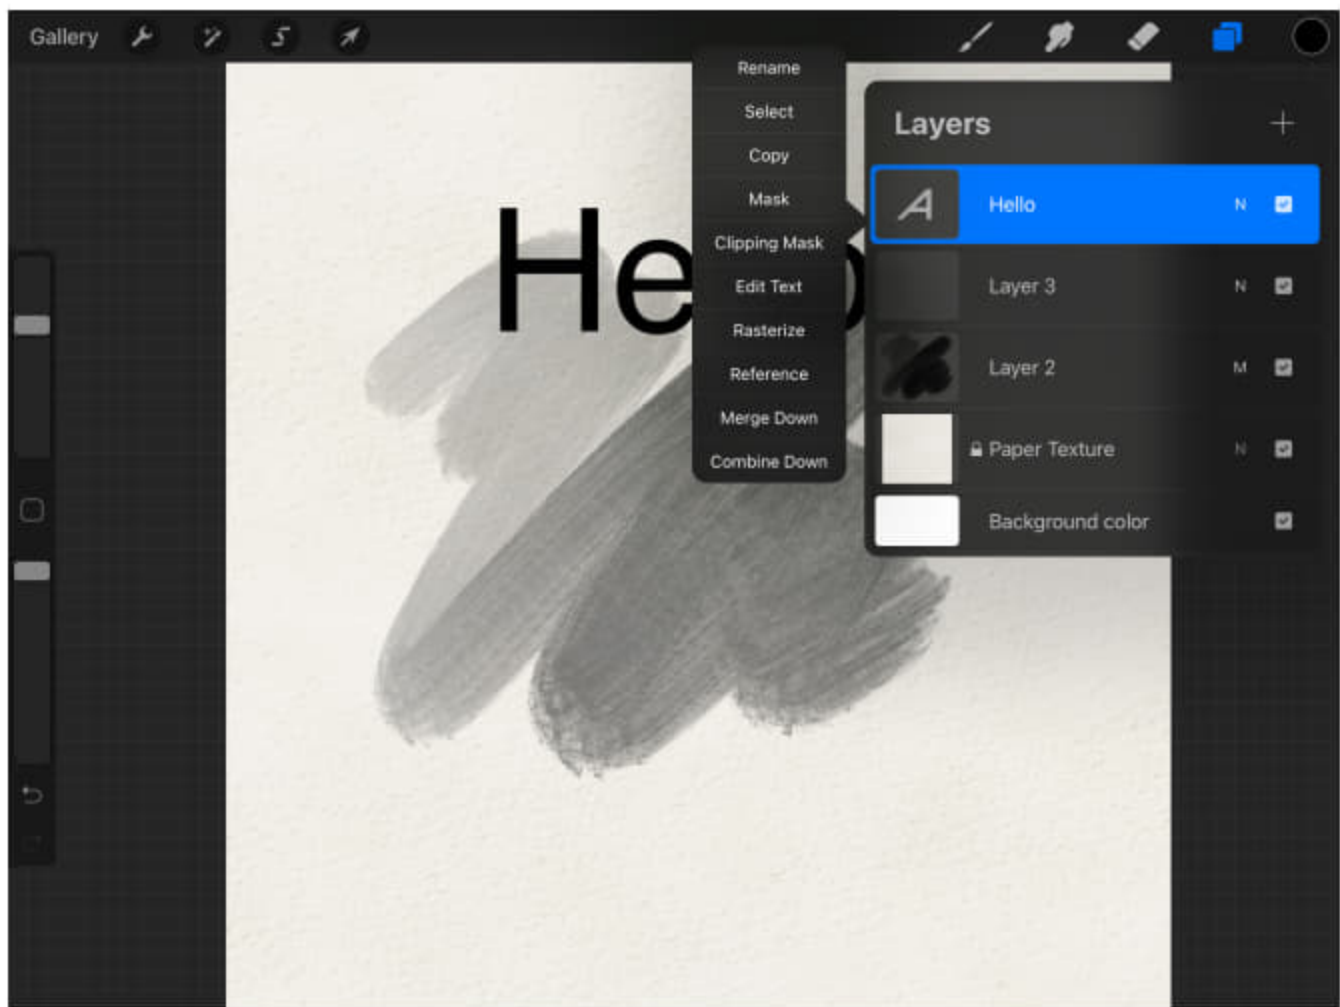 Gallery
Rename
Select
Copy
Mask
Clipping Mask
Edit Text
Rasterize
Reference
Merge Down
Combine Down
Layers
Hello N
Layer 3 N
Layer 2 M
Paper Texture N
Background color
He